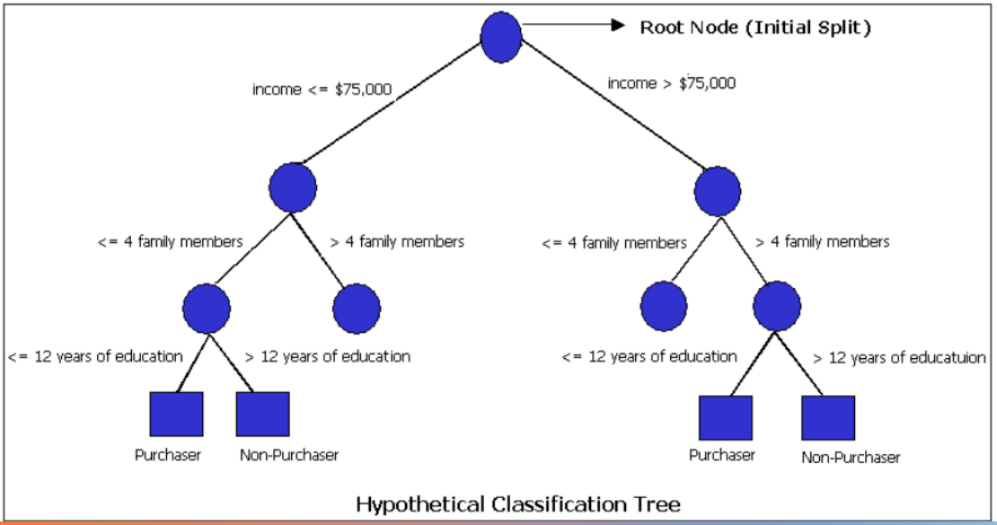 Root Node (Initial Split)
income <= $75,000
income > $75,000
<= 4 family members
> 4 family members
<= 4 family members
> 4 family members
<= 12 years of education
> 12 years of education
<= 12 years of education
> 12 years of educatuion
Purchaser
Non-Purchaser
Purchaser
Non-Purchaser
Hypothetical Classification Tree